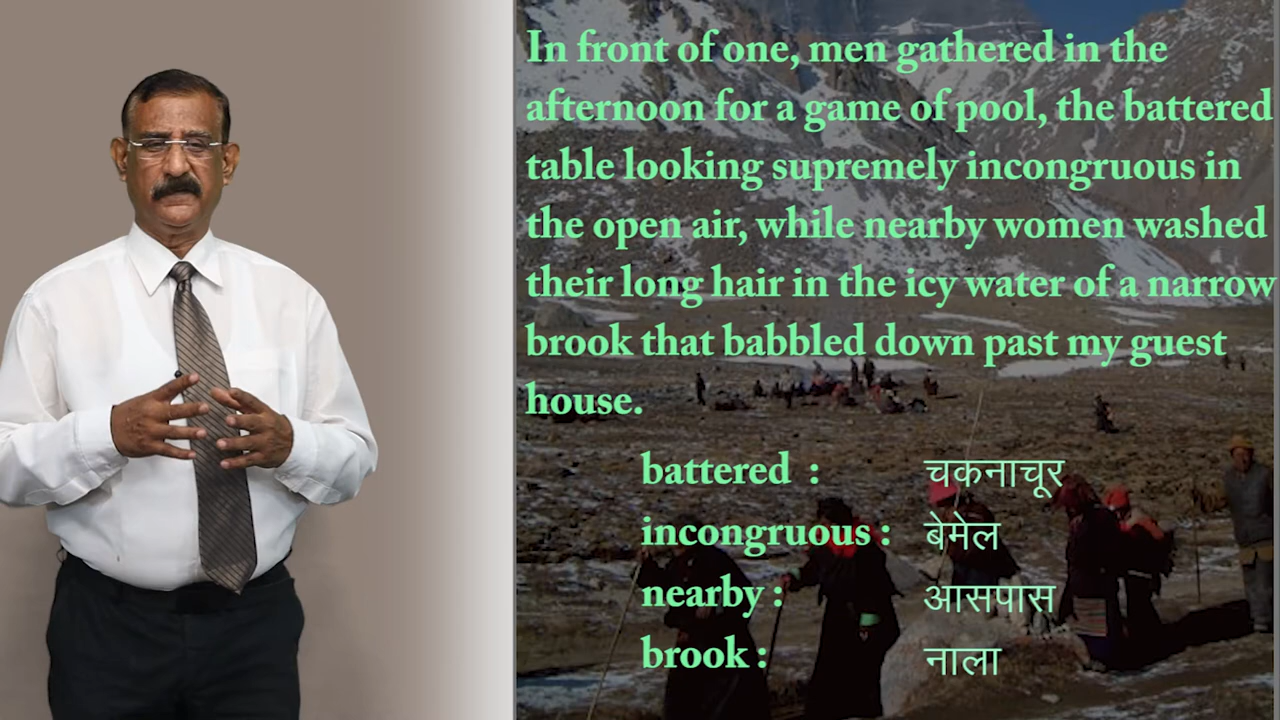 In front of one, men gathered in the
afternoon for a game of pool, the battered
table looking supremely incongruous in
the open air, while nearby women washed
their long hair in the icy water of a narrow
brook that babbled down past my guest
house.
battered : चकनाचूर
incongruous : बेमेल
nearby : आसपास
brook : नाला